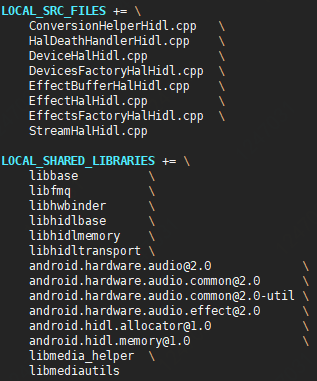 LOCAL_SRC_FILES += \
    ConversionHelperHidl.cpp   \
    HalDeathHandlerHidl.cpp    \
    DeviceHalHidl.cpp          \
    DevicesFactoryHalHidl.cpp  \
    EffectBufferHalHidl.cpp    \
    EffectHalHidl.cpp          \
    EffectsFactoryHalHidl.cpp  \
    StreamHalHidl.cpp

LOCAL_SHARED_LIBRARIES += \
    libbase          \
    libfmq           \
    libhwbinder      \
    libhidlbase      \
    libhidlmemory    \
    libhidltransport \
    android.hardware.audio@2.0             \
    android.hardware.audio.common@2.0      \
    android.hardware.audio.common@2.0-util \
    android.hardware.audio.effect@2.0      \
    android.hidl.allocator@1.0             \
    android.hidl.memory@1.0                \
    libmedia_helper  \
    libmediautils